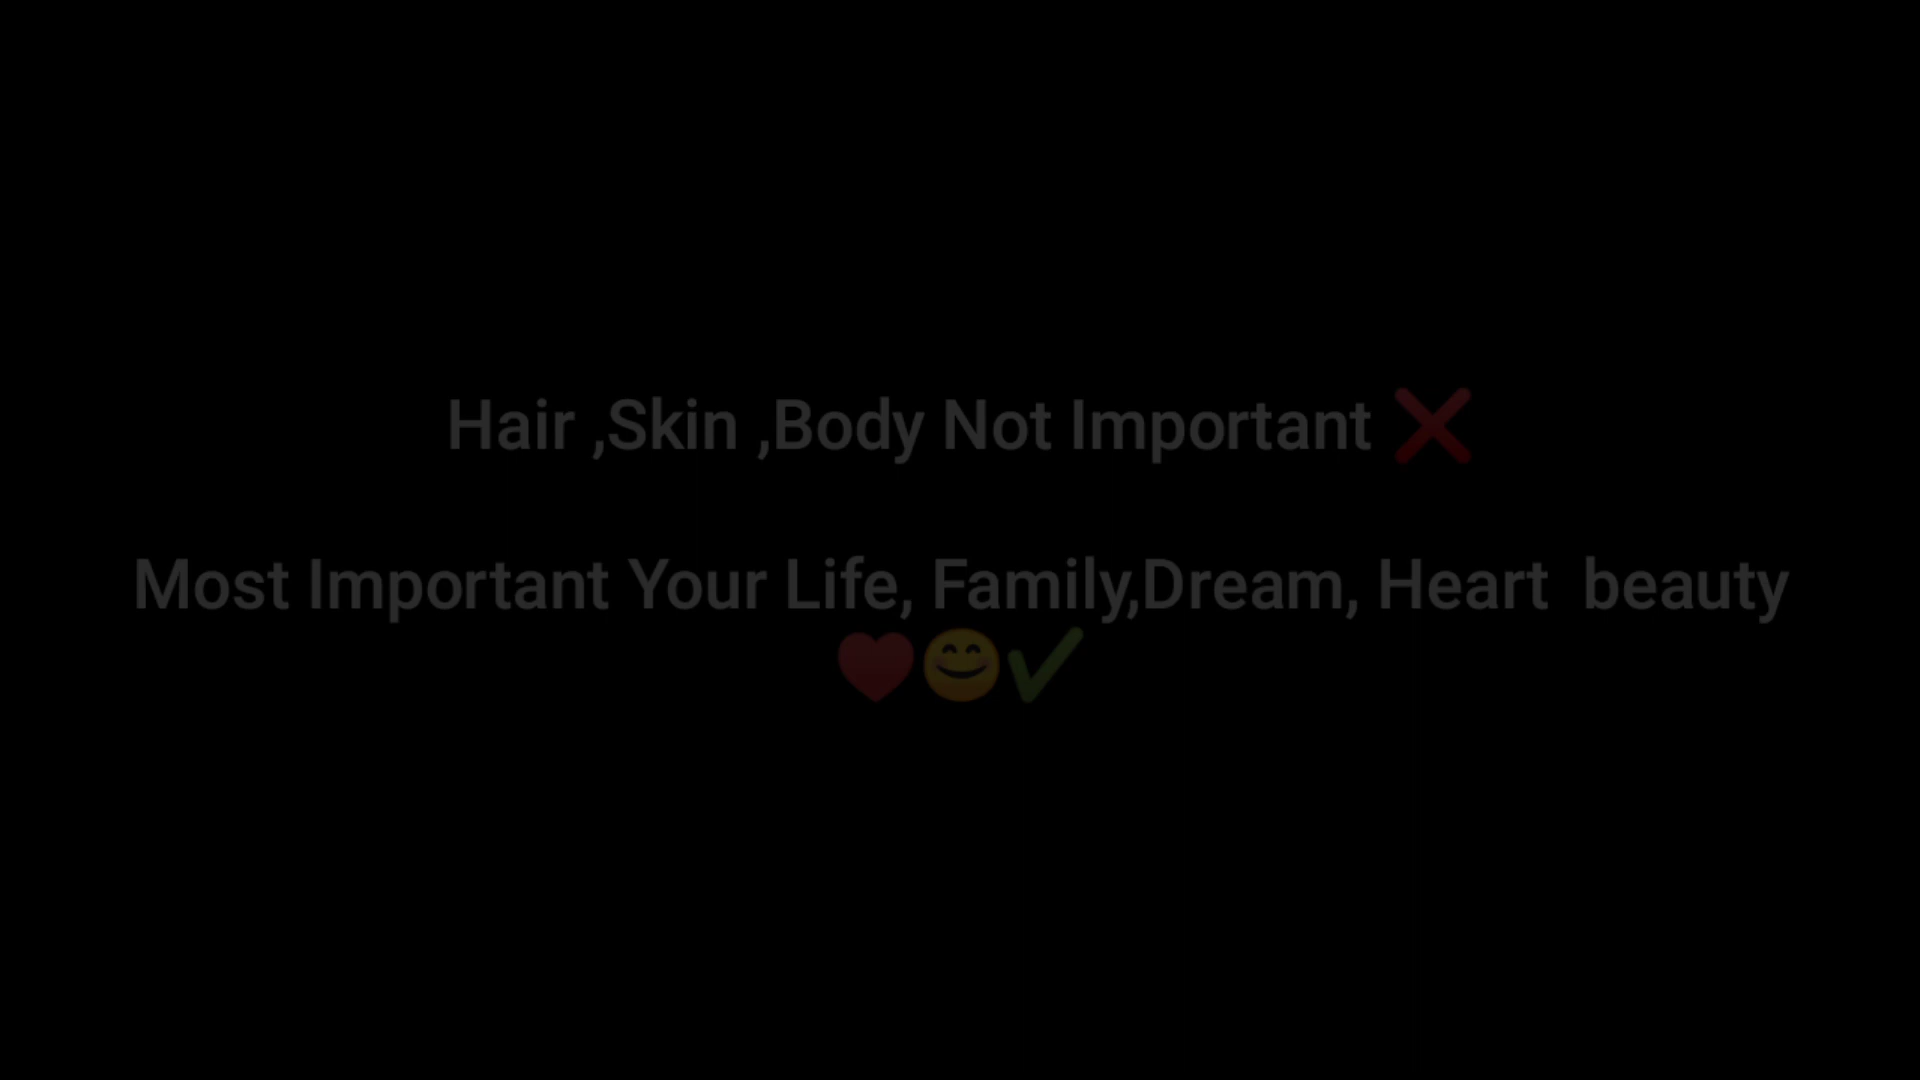 Hair ,Skin ,Body Not Important ❌
Most Important Your Life, Family,Dream, Heart  beauty
❤️😄✔️